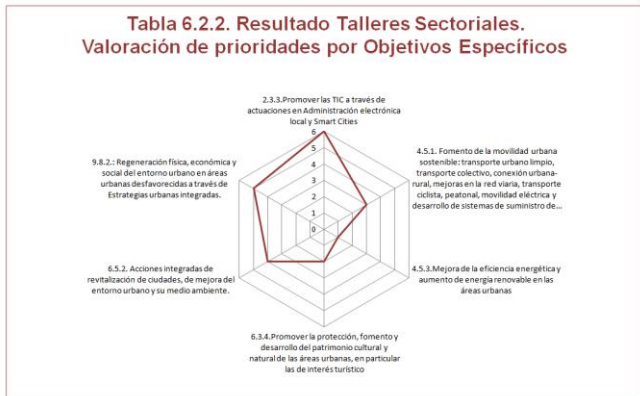 Tabla 6.2.2. Resultado Talleres Sectoriales.
Valoración de prioridades por Objetivos Específicos
2.3.3.Promover las TIC a través de
actuaciones en Administración electrónica
local y Smart Cities
6
5
4
3
2
1
0
4.5.1. Fomento de la movilidad urbana
sostenible: transporte urbano limpio,
transporte colectivo, conexión urbana-
rural, mejoras en la red viaria, transporte
ciclista, peatonal, movilidad eléctrica y
desarrollo de sistemas de suministro de...
4.5.3.Mejora de la eficiencia energética y
aumento de energía renovable en las
áreas urbanas
6.3.4.Promover la protección, fomento y
desarrollo del patrimonio cultural y
natural de las áreas urbanas, en particular
las de interés turístico
6.5.2. Acciones integradas de
revitalización de ciudades, de mejora del
entorno urbano y su medio ambiente.
9.8.2.: Regeneración física, económica y
social del entorno urbano en áreas
urbanas desfavorecidas a través de
Estrategias urbanas integradas.